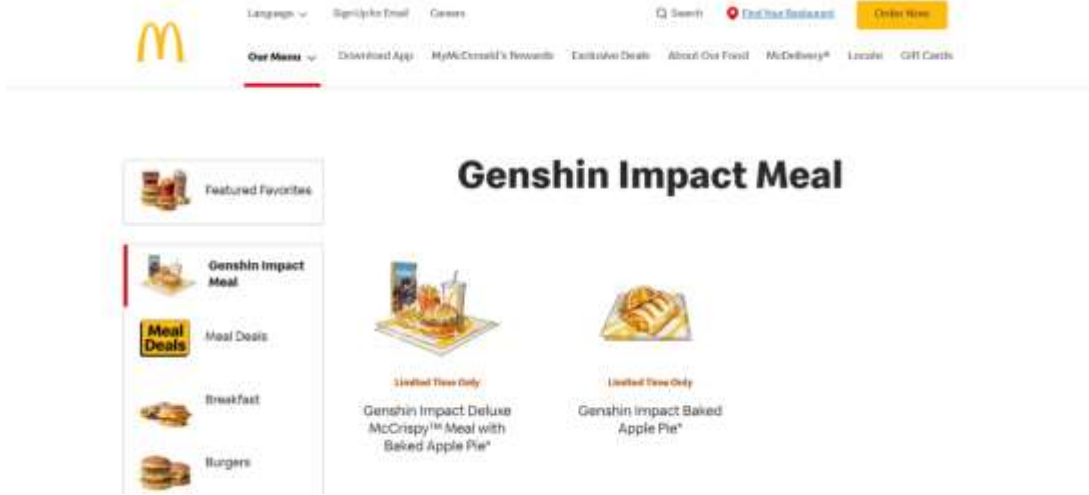 Language
Sign Up for Email
Careers
Search
Find Your Restaurant
Order Now
Our Menu
Download App
MyMcDonald's Rewards
Exclusive Deals
About Our Food
McDelivery®
Locate
Gift Cards
Genshin Impact Meal
Featured Favorites
Genshin Impact
Meal
Meal
Deals
Meal Deals
Breakfast
Burgers
Limited Time Only
Genshin Impact Deluxe
McCrispy™ Meal with
Baked Apple Pie*
Limited Time Only
Genshin Impact Baked
Apple Pie*